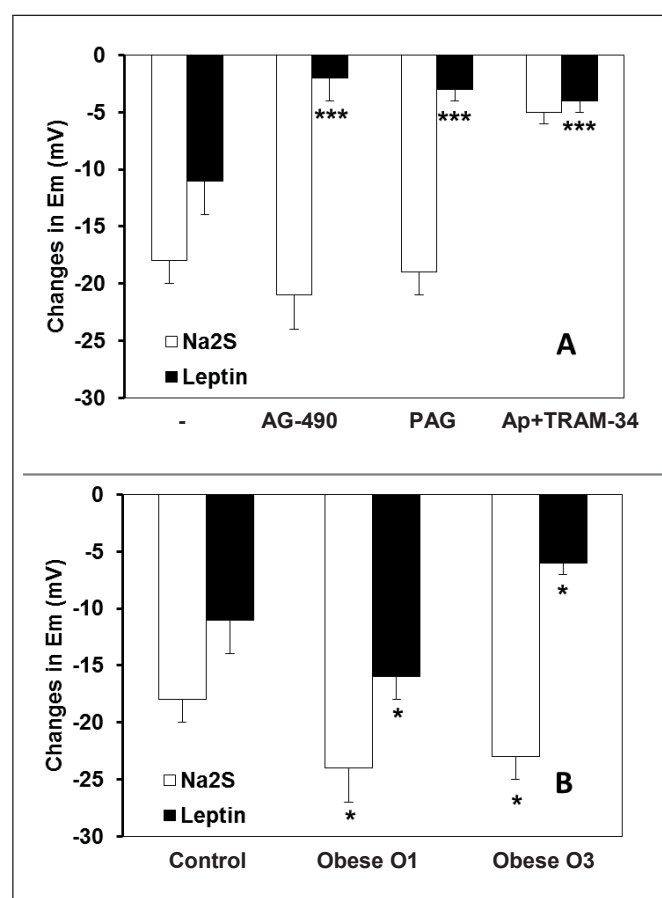 0
-5
-10
-15
-20
-25
-30
Changes in Em (mV)
*** *** ***
Na2S
Leptin
A
- AG-490 PAG Ap+TRAM-34
0
-5
-10
-15
-20
-25
-30
Changes in Em (mV)
*
*
*
*
Na2S
Leptin
B
Control Obese O1 Obese O3